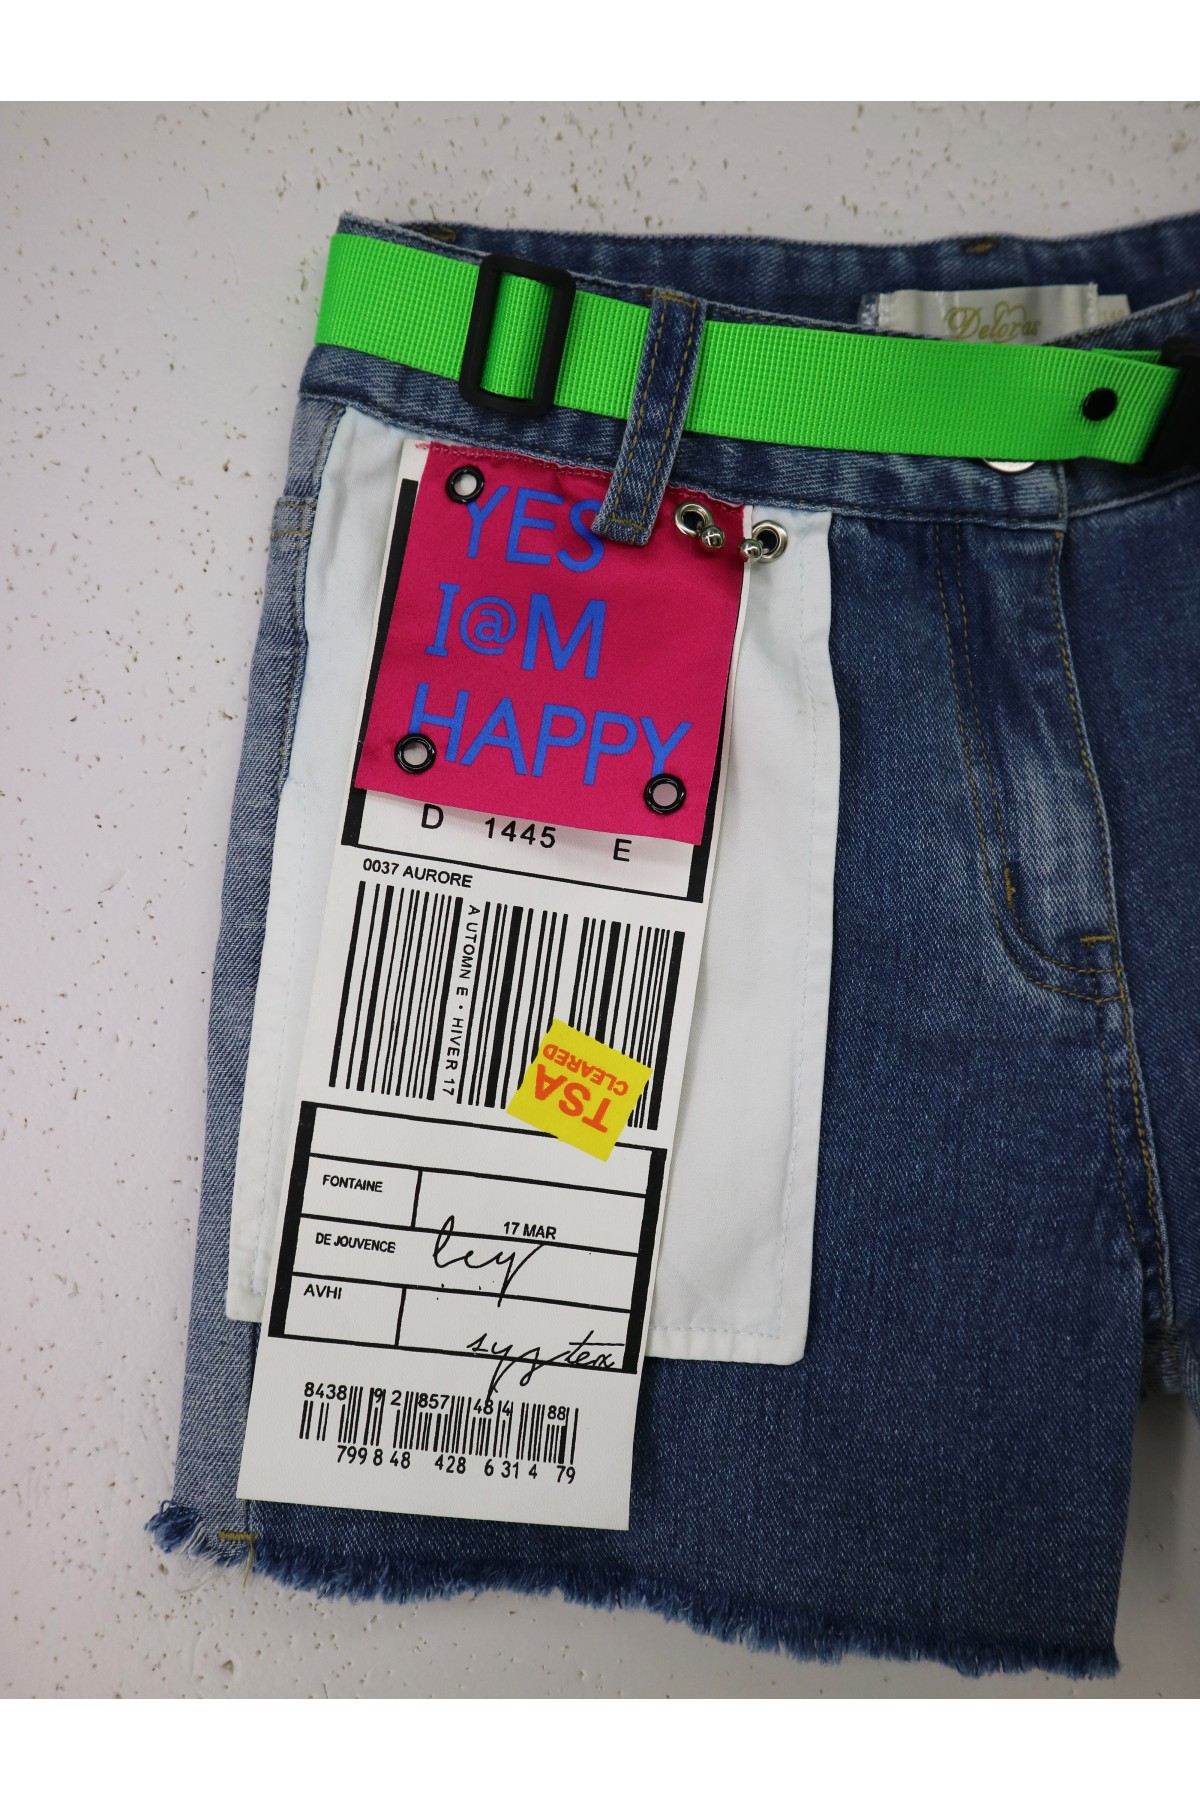 Deloras
YES
I@M
HAPPY
D 1445 E
0037 AURORE
AUTOMNE • HIVER 17
TSA
CLEARED
FONTAINE
17 MAR
DE JOUVENCE
AVHI
system
8438 9 2 857 48 4 88
799 8 48 428 6 31 4 79